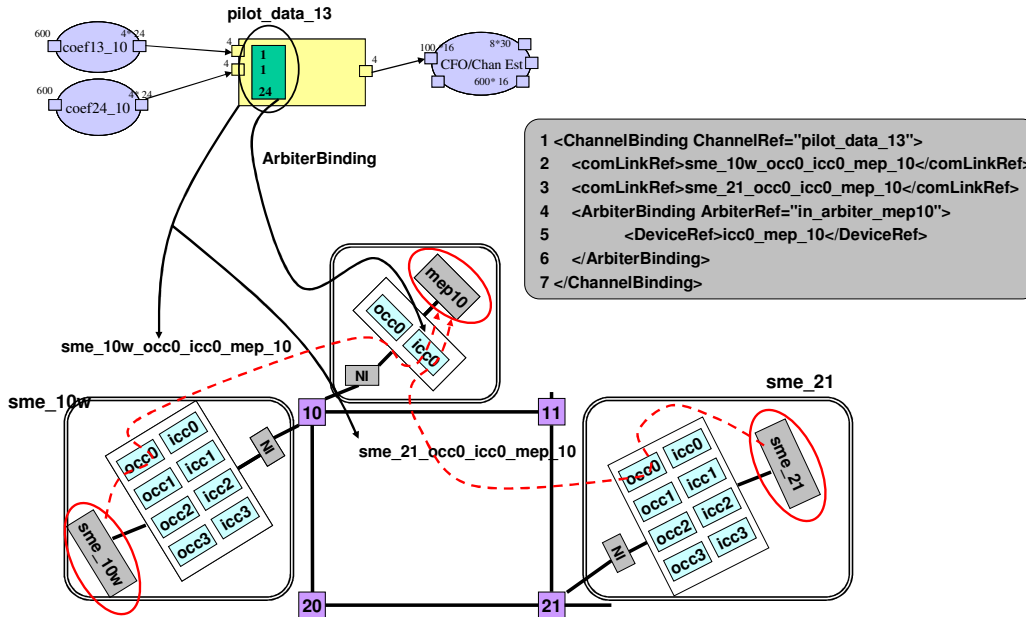 pilot_data_13
600
coef13_10
4* 24
4
1
1
24
4
600
coef24_10
4* 24
4
100 *16
8*30
CFO/Chan Est
600* 16
ArbiterBinding
1 <ChannelBinding ChannelRef="pilot_data_13">
2 <comLinkRef>sme_10w_occ0_icc0_mep_10</comLinkRef>
3 <comLinkRef>sme_21_occ0_icc0_mep_10</comLinkRef>
4 <ArbiterBinding ArbiterRef="in_arbiter_mep10">
5 <DeviceRef>icc0_mep_10</DeviceRef>
6 </ArbiterBinding>
7 </ChannelBinding>
mep10
occ0
icc0
NI
sme_10w_occ0_icc0_mep_10
sme_10w
occ0 icc0
occ1 icc1
occ2 icc2
occ3 icc3
sme_10w
NI
10
11
20
21
sme_21_occ0_icc0_mep_10
sme_21
occ0 icc0
occ1 icc1
occ2 icc2
occ3 icc3
sme_21
NI